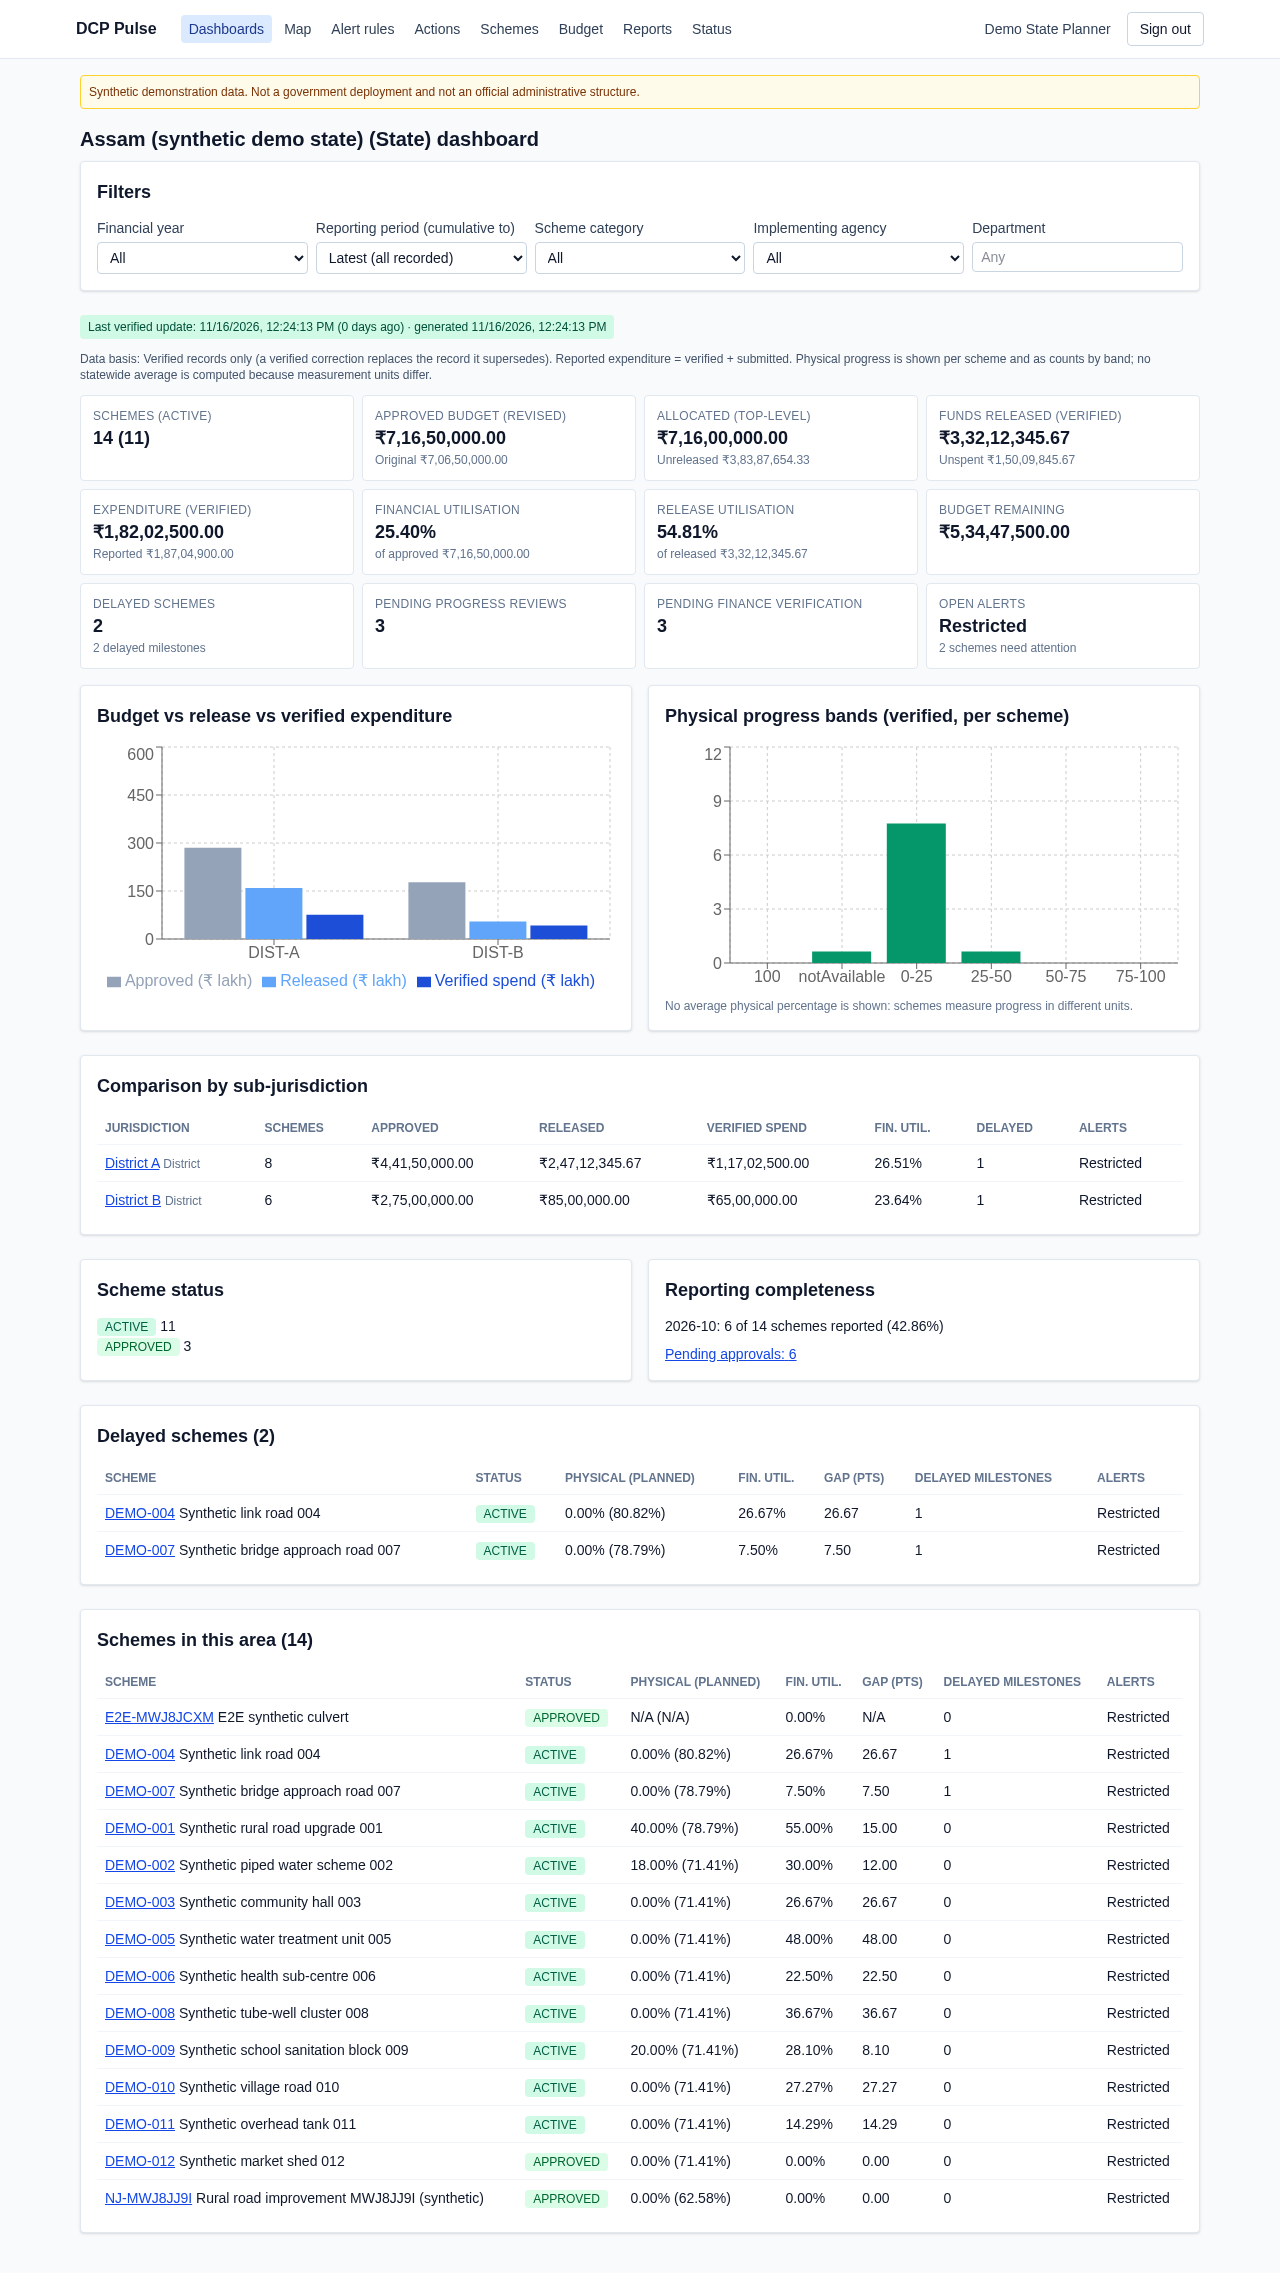 DCP Pulse Dashboards Map Alert rules Actions Schemes Budget Reports Status Demo State Planner Sign out
Synthetic demonstration data. Not a government deployment and not an official administrative structure.
Assam (synthetic demo state) (State) dashboard
Filters
Financial year Reporting period (cumulative to) Scheme category Implementing agency Department
All Latest (all recorded) All All Any
Last verified update: 11/16/2026, 12:24:13 PM (0 days ago) · generated 11/16/2026, 12:24:13 PM
Data basis: Verified records only (a verified correction replaces the record it supersedes). Reported expenditure = verified + submitted. Physical progress is shown per scheme and as counts by band; no
statewide average is computed because measurement units differ.
SCHEMES (ACTIVE) APPROVED BUDGET (REVISED) ALLOCATED (TOP-LEVEL) FUNDS RELEASED (VERIFIED)
14 (11) ₹7,16,50,000.00 ₹7,16,00,000.00 ₹3,32,12,345.67
Original ₹7,06,50,000.00 Unreleased ₹3,83,87,654.33 Unspent ₹1,50,09,845.67
EXPENDITURE (VERIFIED) FINANCIAL UTILISATION RELEASE UTILISATION BUDGET REMAINING
₹1,82,02,500.00 25.40% 54.81% ₹5,34,47,500.00
Reported ₹1,87,04,900.00 of approved ₹7,16,50,000.00 of released ₹3,32,12,345.67
DELAYED SCHEMES PENDING PROGRESS REVIEWS PENDING FINANCE VERIFICATION OPEN ALERTS
2 3 3 Restricted
2 delayed milestones 2 schemes need attention
Budget vs release vs verified expenditure
600
450
300
150
0
DIST-A DIST-B
Approved (₹ lakh) Released (₹ lakh) Verified spend (₹ lakh)
Physical progress bands (verified, per scheme)
12
9
6
3
0
100 notAvailable 0-25 25-50 50-75 75-100
No average physical percentage is shown: schemes measure progress in different units.
Comparison by sub-jurisdiction
JURISDICTION SCHEMES APPROVED RELEASED VERIFIED SPEND FIN. UTIL. DELAYED ALERTS
District A District 8 ₹4,41,50,000.00 ₹2,47,12,345.67 ₹1,17,02,500.00 26.51% 1 Restricted
District B District 6 ₹2,75,00,000.00 ₹85,00,000.00 ₹65,00,000.00 23.64% 1 Restricted
Scheme status
ACTIVE 11
APPROVED 3
Reporting completeness
2026-10: 6 of 14 schemes reported (42.86%)
Pending approvals: 6
Delayed schemes (2)
SCHEME STATUS PHYSICAL (PLANNED) FIN. UTIL. GAP (PTS) DELAYED MILESTONES ALERTS
DEMO-004 Synthetic link road 004 ACTIVE 0.00% (80.82%) 26.67% 26.67 1 Restricted
DEMO-007 Synthetic bridge approach road 007 ACTIVE 0.00% (78.79%) 7.50% 7.50 1 Restricted
Schemes in this area (14)
SCHEME STATUS PHYSICAL (PLANNED) FIN. UTIL. GAP (PTS) DELAYED MILESTONES ALERTS
E2E-MWJ8JCXM E2E synthetic culvert APPROVED N/A (N/A) 0.00% N/A 0 Restricted
DEMO-004 Synthetic link road 004 ACTIVE 0.00% (80.82%) 26.67% 26.67 1 Restricted
DEMO-007 Synthetic bridge approach road 007 ACTIVE 0.00% (78.79%) 7.50% 7.50 1 Restricted
DEMO-001 Synthetic rural road upgrade 001 ACTIVE 40.00% (78.79%) 55.00% 15.00 0 Restricted
DEMO-002 Synthetic piped water scheme 002 ACTIVE 18.00% (71.41%) 30.00% 12.00 0 Restricted
DEMO-003 Synthetic community hall 003 ACTIVE 0.00% (71.41%) 26.67% 26.67 0 Restricted
DEMO-005 Synthetic water treatment unit 005 ACTIVE 0.00% (71.41%) 48.00% 48.00 0 Restricted
DEMO-006 Synthetic health sub-centre 006 ACTIVE 0.00% (71.41%) 22.50% 22.50 0 Restricted
DEMO-008 Synthetic tube-well cluster 008 ACTIVE 0.00% (71.41%) 36.67% 36.67 0 Restricted
DEMO-009 Synthetic school sanitation block 009 ACTIVE 20.00% (71.41%) 28.10% 8.10 0 Restricted
DEMO-010 Synthetic village road 010 ACTIVE 0.00% (71.41%) 27.27% 27.27 0 Restricted
DEMO-011 Synthetic overhead tank 011 ACTIVE 0.00% (71.41%) 14.29% 14.29 0 Restricted
DEMO-012 Synthetic market shed 012 APPROVED 0.00% (71.41%) 0.00% 0.00 0 Restricted
NJ-MWJ8JJ9I Rural road improvement MWJ8JJ9I (synthetic) APPROVED 0.00% (62.58%) 0.00% 0.00 0 Restricted